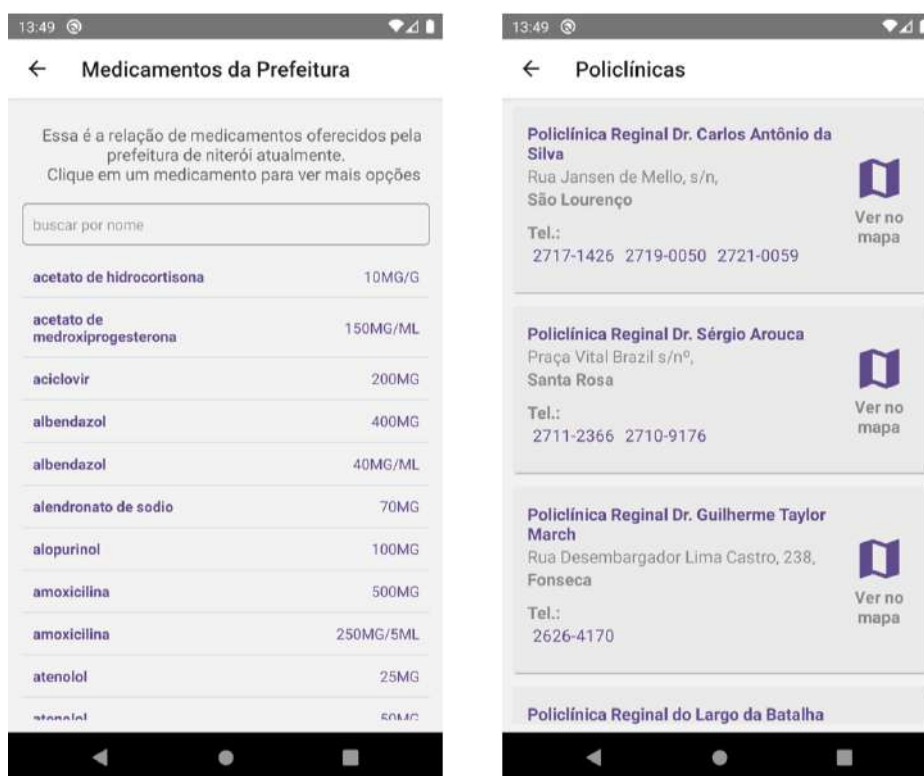 13:49
Medicamentos da Prefeitura
Essa é a relação de medicamentos oferecidos pela
prefeitura de niterói atualmente.
Clique em um medicamento para ver mais opções
buscar por nome
acetato de hidrocortisona 10MG/G
acetato de
medroxiprogesterona 150MG/ML
aciclovir 200MG
albendazol 400MG
albendazol 40MG/ML
alendronato de sodio 70MG
alopurinol 100MG
amoxicilina 500MG
amoxicilina 250MG/5ML
atenolol 25MG
atenolol 50MG
13:49
Policlínicas
Policlínica Reginal Dr. Carlos Antônio da
Silva
Rua Jansen de Mello, s/n,
São Lourenço
Tel.:
2717-1426 2719-0050 2721-0059
Ver no
mapa
Policlínica Reginal Dr. Sérgio Arouca
Praça Vital Brazil s/nº,
Santa Rosa
Tel.:
2711-2366 2710-9176
Ver no
mapa
Policlínica Reginal Dr. Guilherme Taylor
March
Rua Desembargador Lima Castro, 238,
Fonseca
Tel.:
2626-4170
Ver no
mapa
Policlínica Reginal do Largo da Batalha